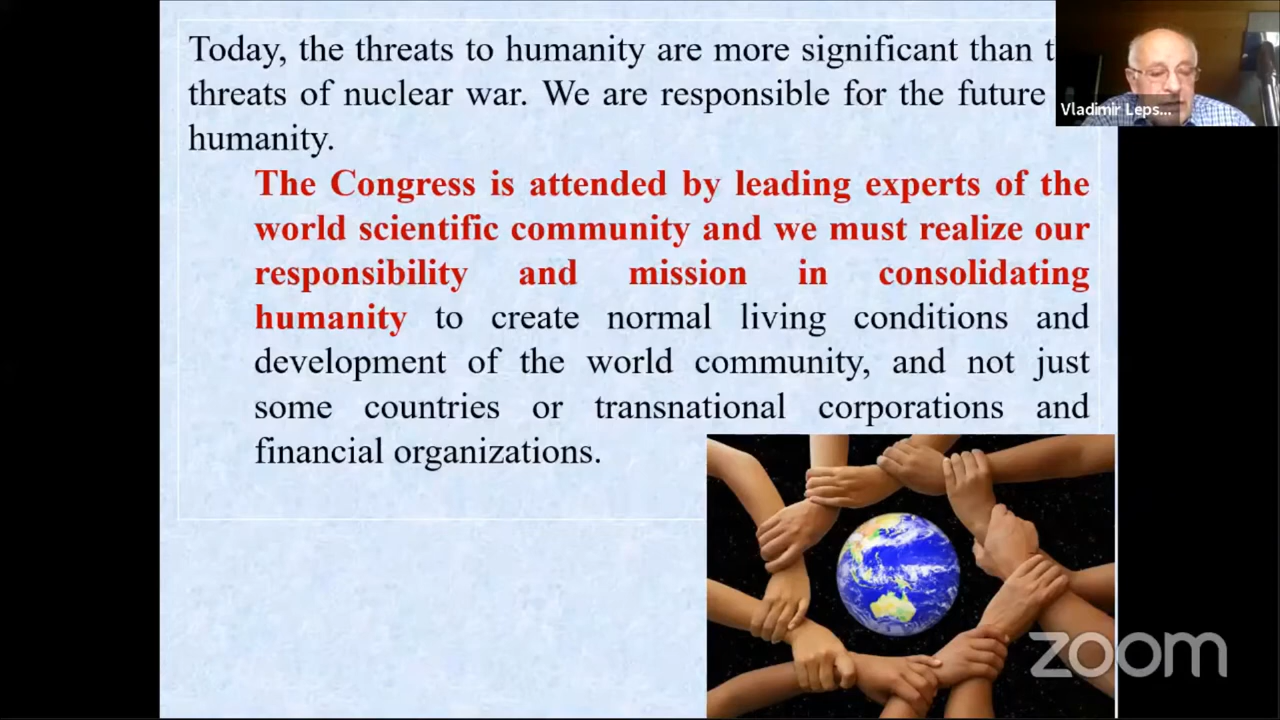 Today, the threats to humanity are more significant than
threats of nuclear war. We are responsible for the future
humanity.
The Congress is attended by leading experts of the
world scientific community and we must realize our
responsibility and mission in consolidating
humanity to create normal living conditions and
development of the world community, and not just
some countries or transnational corporations and
financial organizations.
Vladimir Leps...
zoom